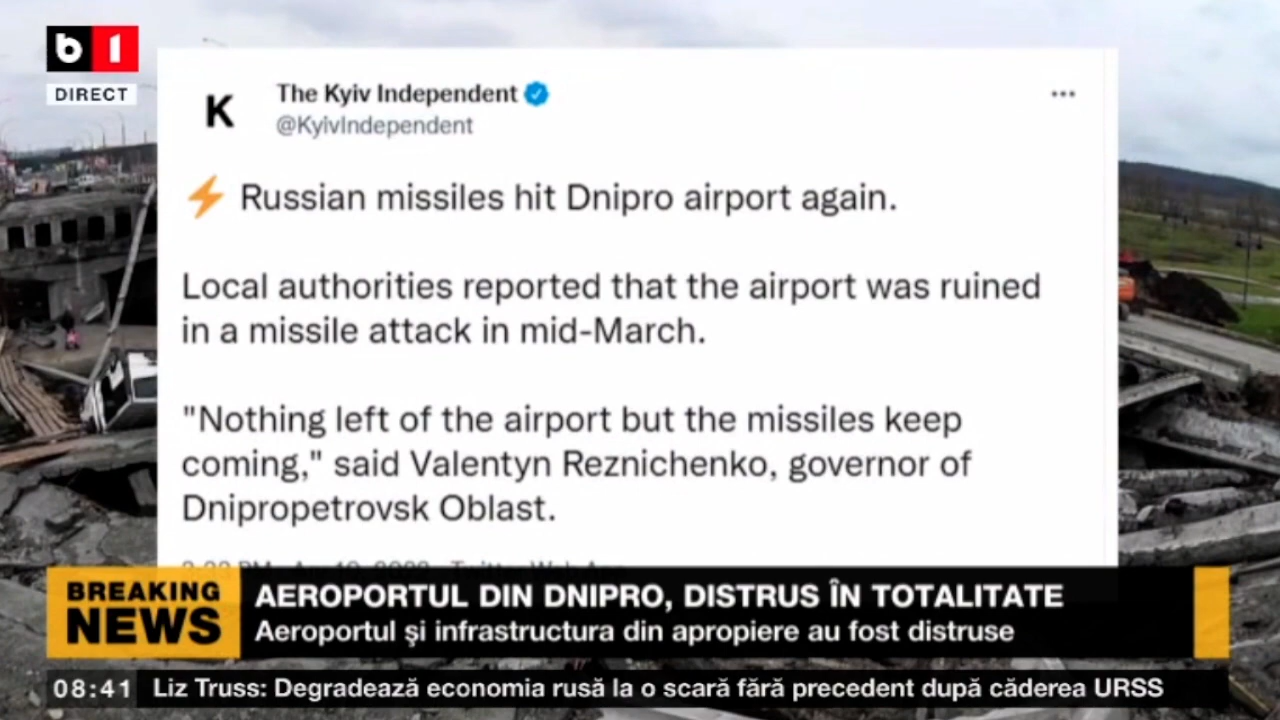 b1
DIRECT
K
The Kyiv Independent
@KyivIndependent
⚡ Russian missiles hit Dnipro airport again.
Local authorities reported that the airport was ruined
in a missile attack in mid-March.
"Nothing left of the airport but the missiles keep
coming," said Valentyn Reznichenko, governor of
Dnipropetrovsk Oblast.
BREAKING
NEWS
AEROPORTUL DIN DNIPRO, DISTRUS ÎN TOTALITATE
Aeroportul şi infrastructura din apropiere au fost distruse
08:41 Liz Truss: Degradează economia rusă la o scară fără precedent după căderea URSS